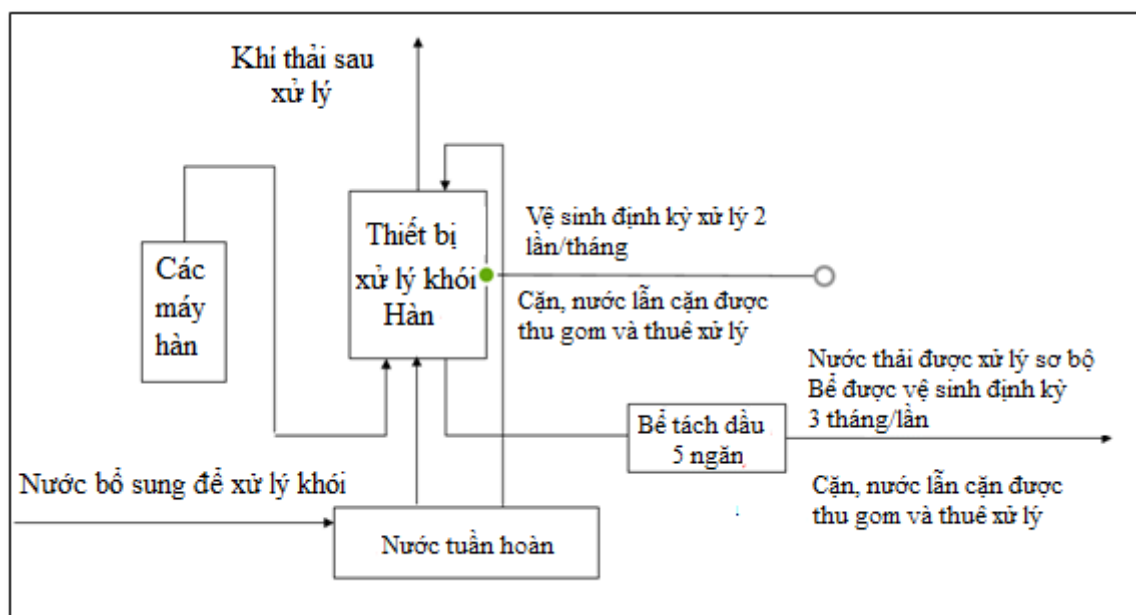 Khí thải sau
xử lý
Thiết bị
xử lý khói
Hàn
Các
máy
hàn
Vệ sinh định kỳ xử lý 2
lần/tháng
Cặn, nước lẫn cặn được
thu gom và thuê xử lý
Nước thải được xử lý sơ bộ
Bể được vệ sinh định kỳ
3 tháng/lần
Bể tách dầu
5 ngăn
Cặn, nước lẫn cặn được
thu gom và thuê xử lý
Nước bổ sung để xử lý khói
Nước tuần hoàn